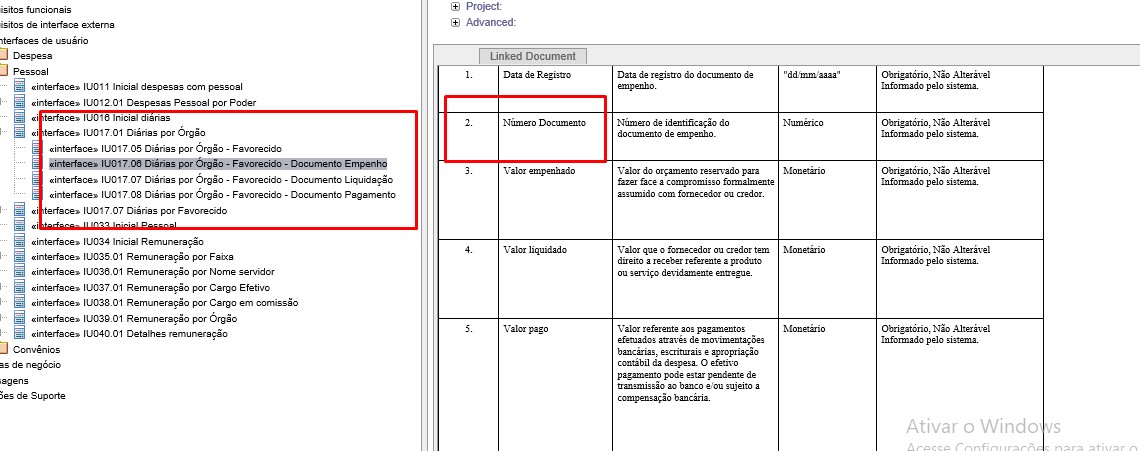 isitos funcionais
isitos de interface externa
nterfaces de usuário
Despesa
Pessoal
«interface» IU011 Inicial despesas com pessoal
«interface» IU012.01 Despesas Pessoal por Poder
«interface» IU016 Inicial diárias
«interface» IU017.01 Diárias por Órgão
«interface» IU017.05 Diárias por Órgão - Favorecido
«interface» IU017.06 Diárias por Órgão - Favorecido - Documento Empenho
«interface» IU017.07 Diárias por Órgão - Favorecido - Documento Liquidação
«interface» IU017.08 Diárias por Órgão - Favorecido - Documento Pagamento
«interface» IU017.07 Diárias por Favorecido
«interface» IU033 Inicial Pessoal
«interface» IU034 Inicial Remuneração
«interface» IU035.01 Remuneração por Faixa
«interface» IU036.01 Remuneração por Nome servidor
«interface» IU037.01 Remuneração por Cargo Efetivo
«interface» IU038.01 Remuneração por Cargo em comissão
«interface» IU039.01 Remuneração por Órgão
«interface» IU040.01 Detalhes remuneração
Convênios
as de negócio
sagens
ões de Suporte
Project:
Advanced:
Linked Document
1. Data de Registro Data de registro do documento de "dd/mm/aaaa" Obrigatório, Não Alterável
empenho. Informado pelo sistema.
2. Número Documento Número de identificação do Numérico Obrigatório, Não Alterável
documento de empenho. Informado pelo sistema.
3. Valor empenhado Valor do orçamento reservado para Monetário Obrigatório, Não Alterável
fazer face a compromisso formalmente Informado pelo sistema.
assumido com fornecedor ou credor.
4. Valor liquidado Valor que o fornecedor ou credor tem Monetário Obrigatório, Não Alterável
direito a receber referente a produto Informado pelo sistema.
ou serviço devidamente entregue.
5. Valor pago Valor referente aos pagamentos Monetário Obrigatório, Não Alterável
efetuados através de movimentações Informado pelo sistema.
bancárias, escriturais e apropriação
contábil da despesa. O efetivo
pagamento pode estar pendente de
transmissão ao banco e/ou sujeito a
compensação bancária.
Ativar o Windows
Acesse Configurações para ativar o